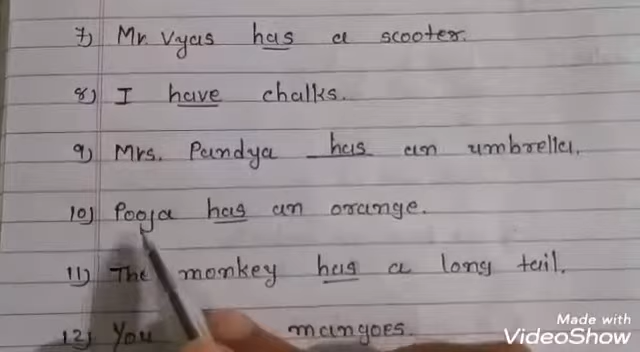 7) Mr. Vyas has a scooter.
8) I have chalks.
9) Mrs. Pandya has an umbrella.
10) Pooja has an orange.
11) The monkey has a long tail.
12) You mangoes.
Made with
VideoShow